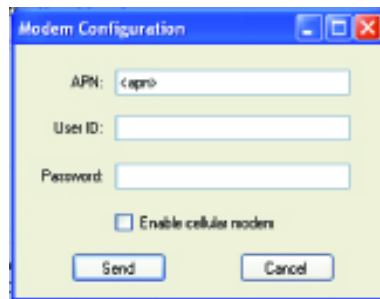 Modem Configuration
APN: <apn>
User ID:
Password:
Enable cellular modem
Send Cancel